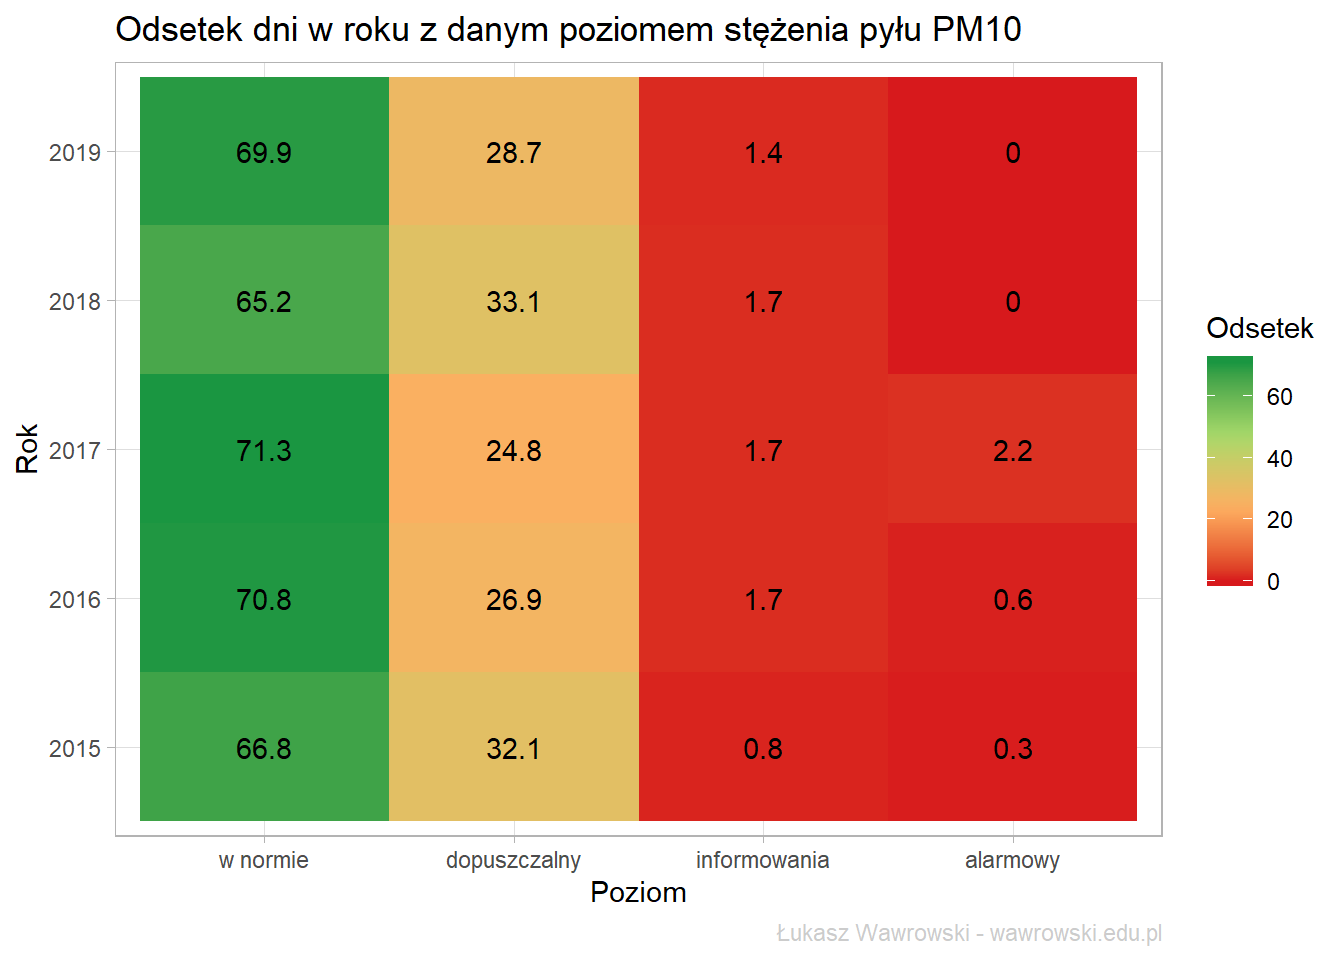 Odsetek dni w roku z danym poziomem stężenia pyłu PM10
2019 69.9 28.7 1.4 0
2018 65.2 33.1 1.7 0
2017 71.3 24.8 1.7 2.2
2016 70.8 26.9 1.7 0.6
2015 66.8 32.1 0.8 0.3
Rok
w normie dopuszczalny informowania alarmowy
Poziom
Odsetek
60
40
20
0
Łukasz Wawrowski - wawrowski.edu.pl